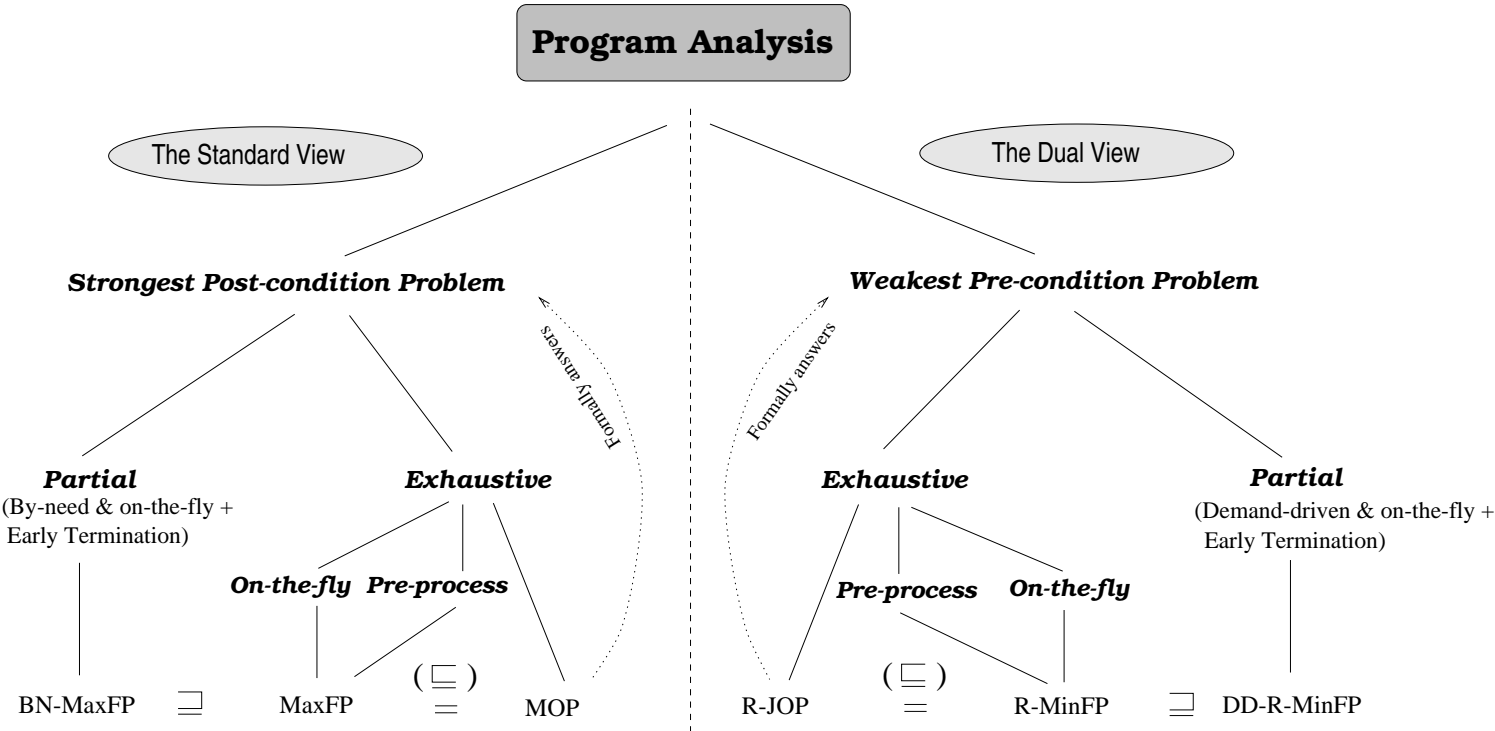 Program Analysis
The Standard View
The Dual View
Strongest Post-condition Problem
Weakest Pre-condition Problem
Formally answers
Formally answers
Partial
(By-need & on-the-fly +
Early Termination)
Exhaustive
Exhaustive
Partial
(Demand-driven & on-the-fly +
Early Termination)
On-the-fly
Pre-process
Pre-process
On-the-fly
BN-MaxFP ⊒ MaxFP (⊑) = MOP
R-JOP (⊑) = R-MinFP ⊒ DD-R-MinFP